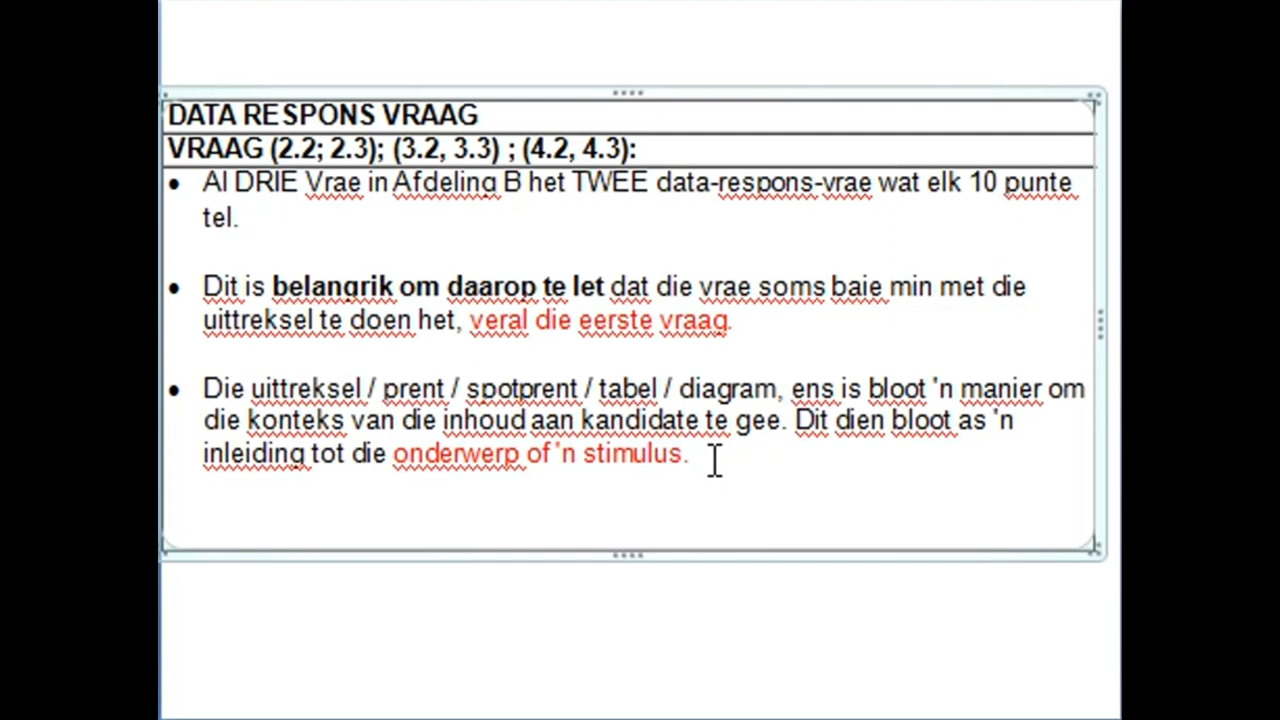 DATA RESPONS VRAAG
VRAAG (2.2; 2.3); (3.2, 3.3) ; (4.2, 4.3):
• Al DRIE Vrae in Afdeling B het TWEE data-respons-vrae wat elk 10 punte
tel.
• Dit is belangrik om daarop te let dat die vrae soms baie min met die
uittreksel te doen het, veral die eerste vraag.
• Die uittreksel / prent / spotprent / tabel / diagram, ens is bloot 'n manier om
die konteks van die inhoud aan kandidate te gee. Dit dien bloot as 'n
inleiding tot die onderwerp of 'n stimulus.